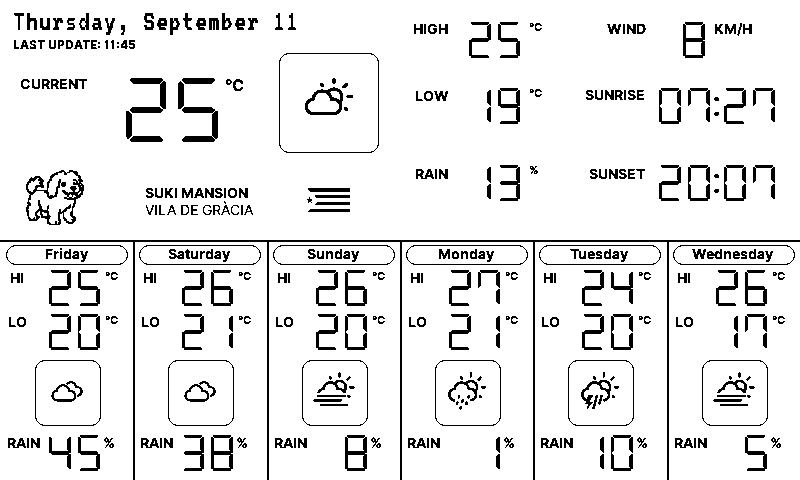 Thursday, September 11
LAST UPDATE: 11:45
CURRENT 25 °C
HIGH 25 °C
WIND 8 KM/H
LOW 19 °C
SUNRISE 07:27
RAIN 13 %
SUNSET 20:07
SUKI MANSION
VILA DE GRÀCIA
Friday
HI 25 °C
LO 20 °C
RAIN 45 %
Saturday
HI 26 °C
LO 21 °C
RAIN 38 %
Sunday
HI 26 °C
LO 20 °C
RAIN 8 %
Monday
HI 27 °C
LO 21 °C
RAIN 1 %
Tuesday
HI 24 °C
LO 20 °C
RAIN 10 %
Wednesday
HI 26 °C
LO 17 °C
RAIN 5 %